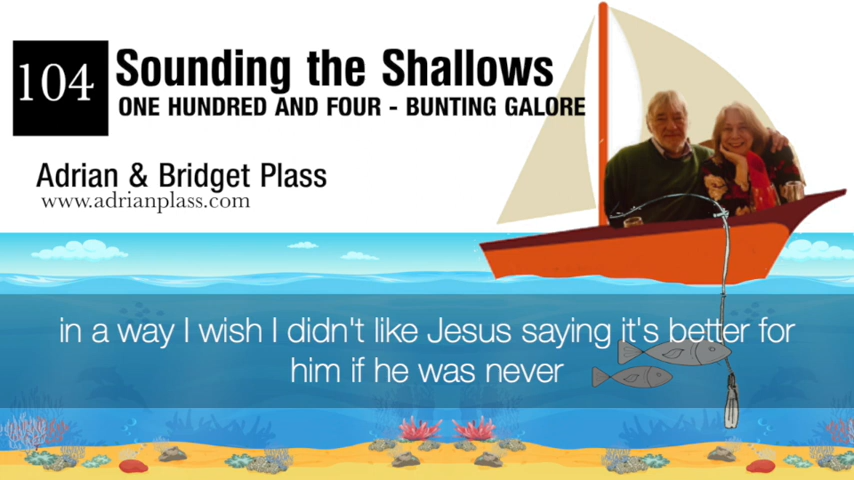 104
Sounding the Shallows
ONE HUNDRED AND FOUR - BUNTING GALORE
Adrian & Bridget Plass
www.adrianplass.com
in a way I wish I didn't like Jesus saying it's better for
him if he was never